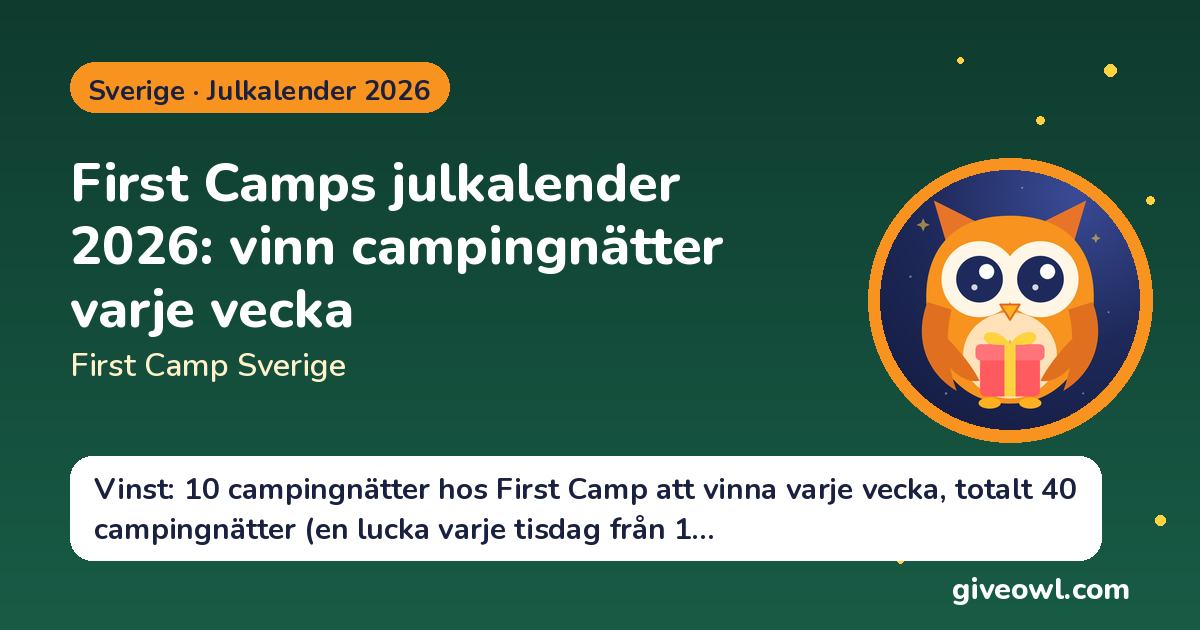 Sverige · Julkalender 2026
First Camps julkalender
2026: vinn campingnätter
varje vecka
First Camp Sverige
Vinst: 10 campingnätter hos First Camp att vinna varje vecka, totalt 40
campingnätter (en lucka varje tisdag från 1...
giveowl.com